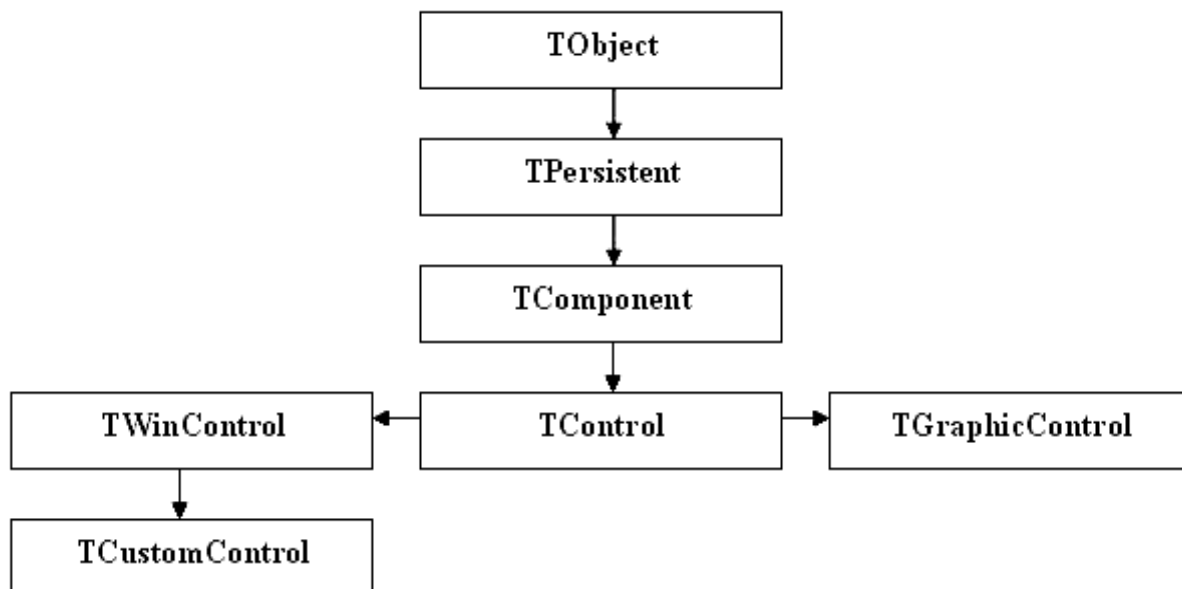 TObject
TPersistent
TComponent
TWinControl
TControl
TGraphicControl
TCustomControl